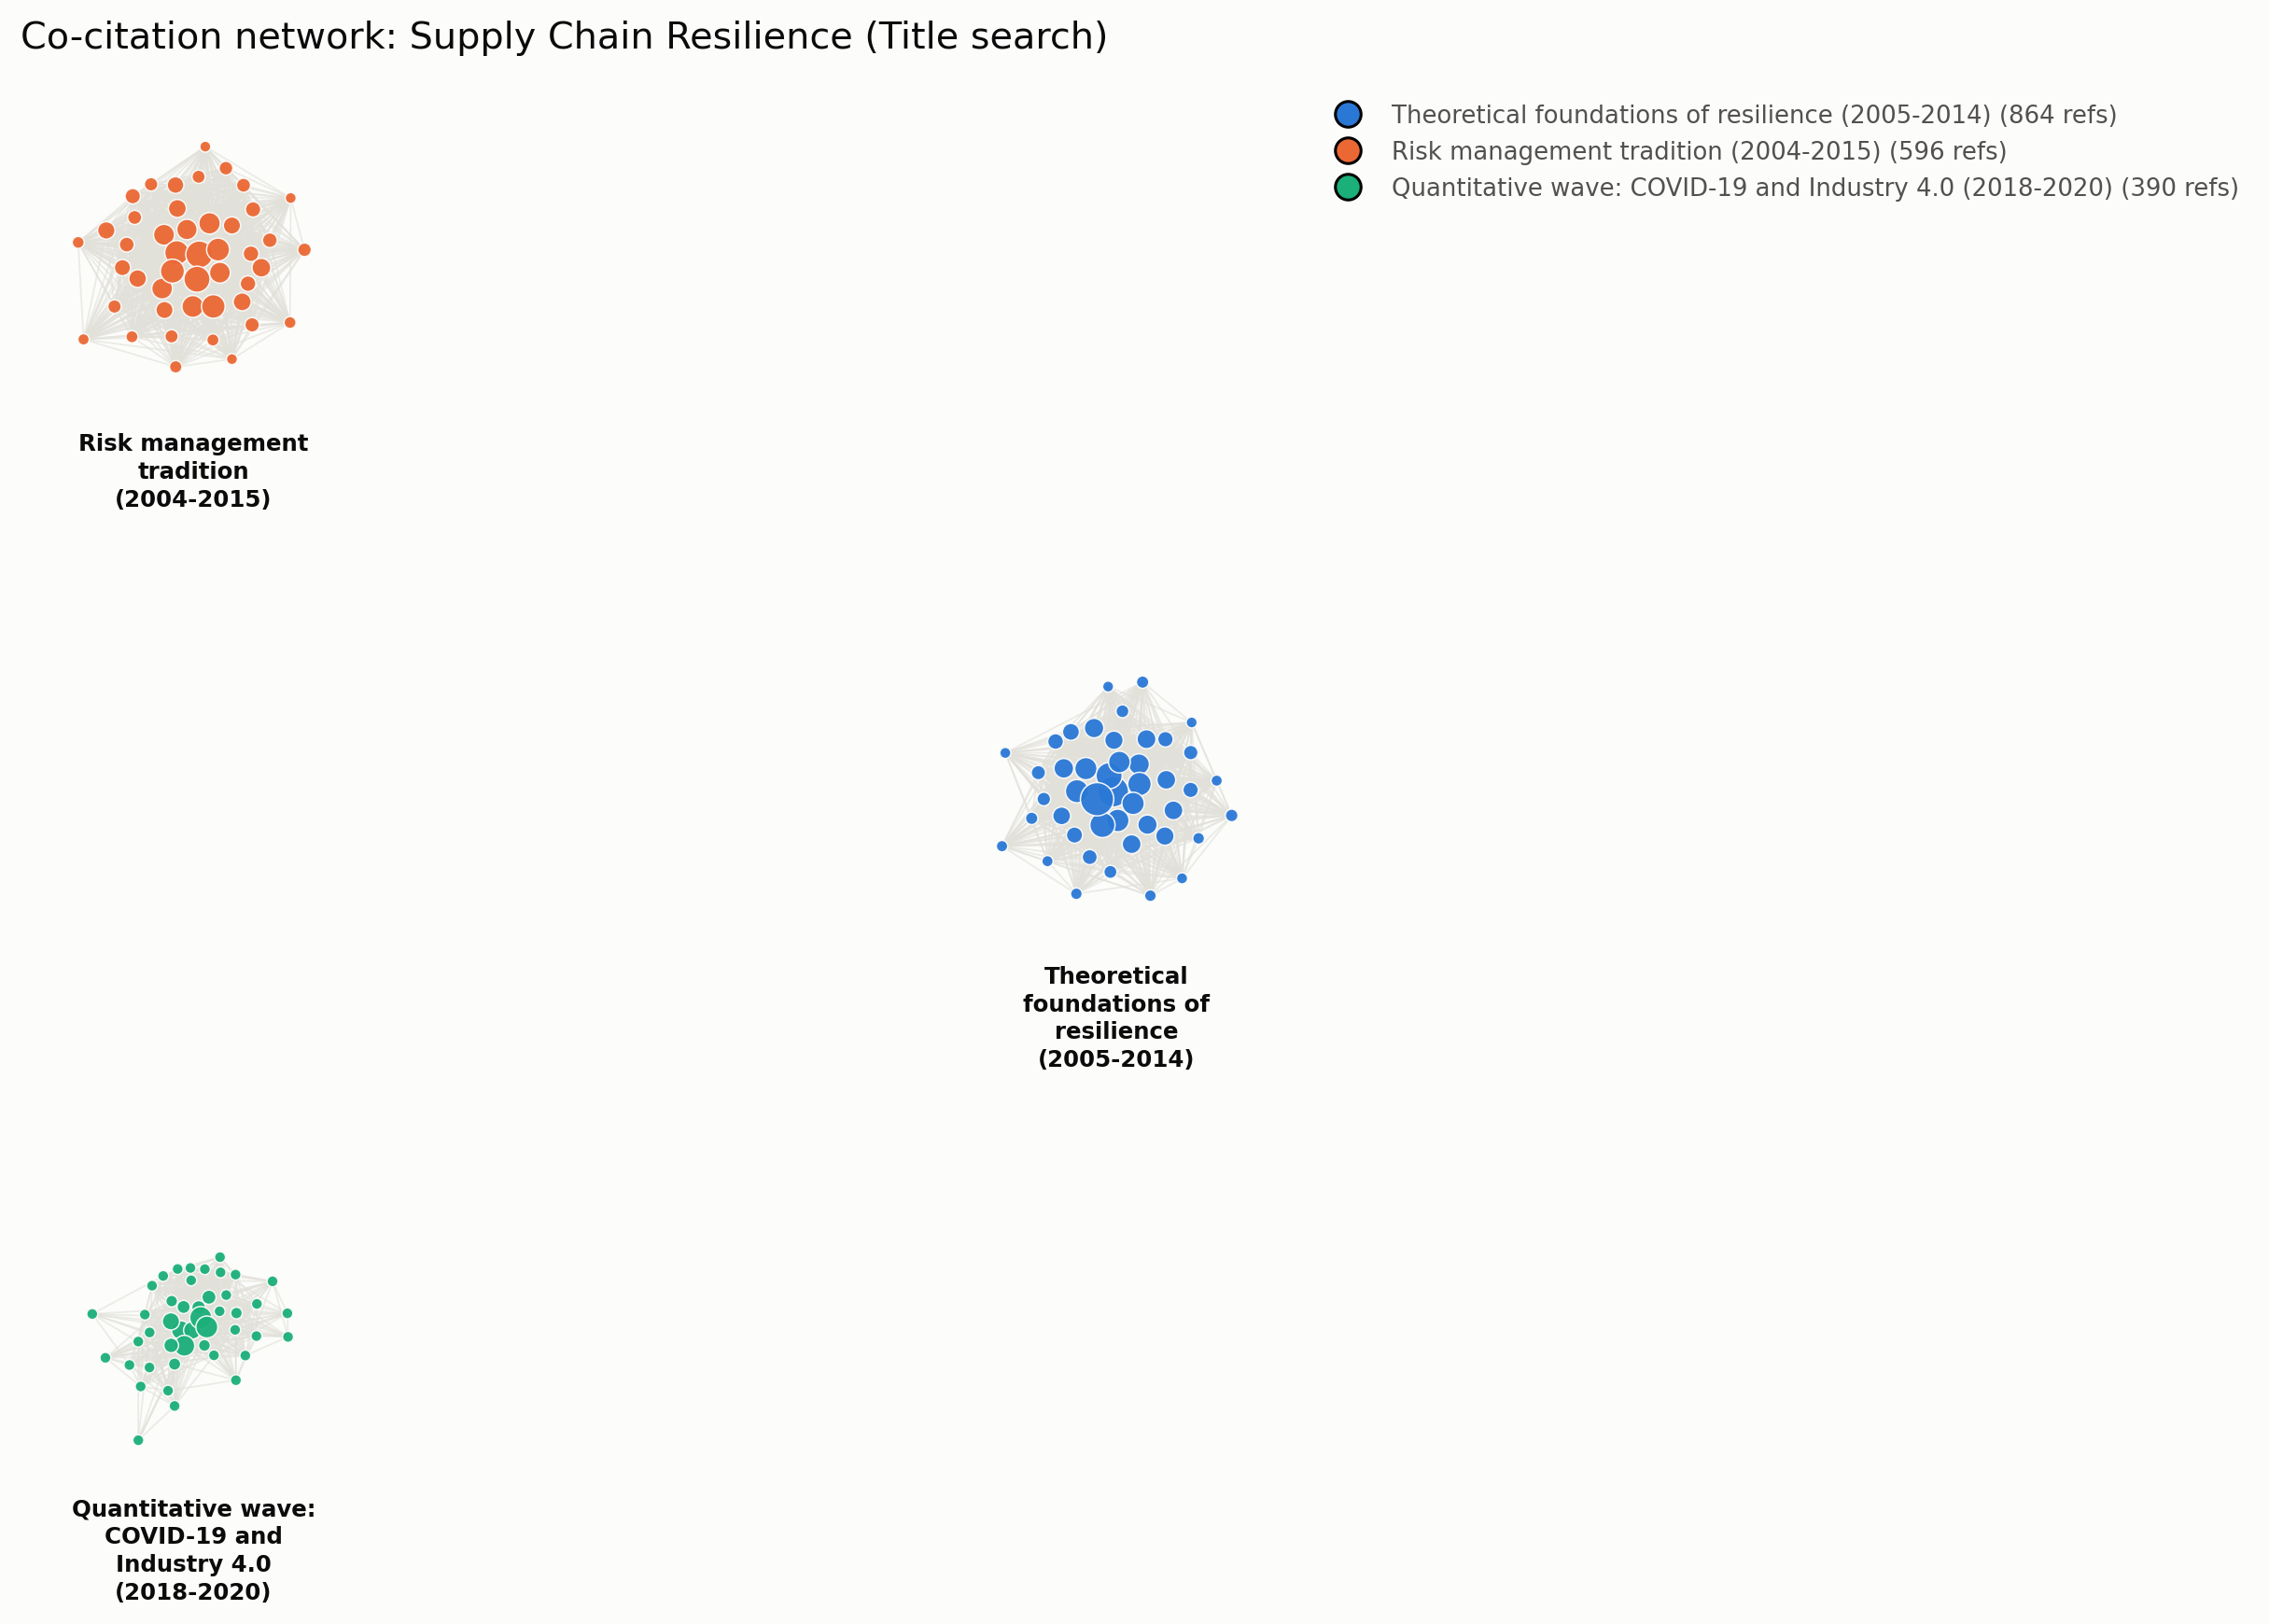 Co-citation network: Supply Chain Resilience (Title search)
Theoretical foundations of resilience (2005-2014) (864 refs)
Risk management tradition (2004-2015) (596 refs)
Quantitative wave: COVID-19 and Industry 4.0 (2018-2020) (390 refs)
Risk management
tradition
(2004-2015)
Theoretical
foundations of
resilience
(2005-2014)
Quantitative wave:
COVID-19 and
Industry 4.0
(2018-2020)